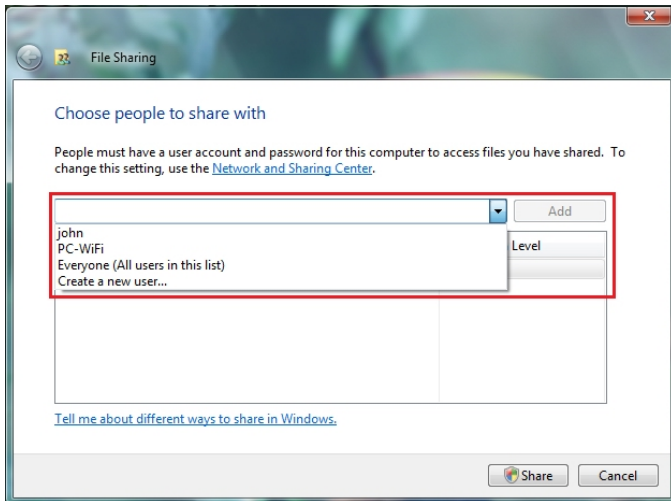 File Sharing
Choose people to share with
People must have a user account and password for this computer to access files you have shared. To
change this setting, use the Network and Sharing Center.
Add
john
PC-WiFi
Everyone (All users in this list)
Create a new user...
Level
Tell me about different ways to share in Windows.
Share
Cancel